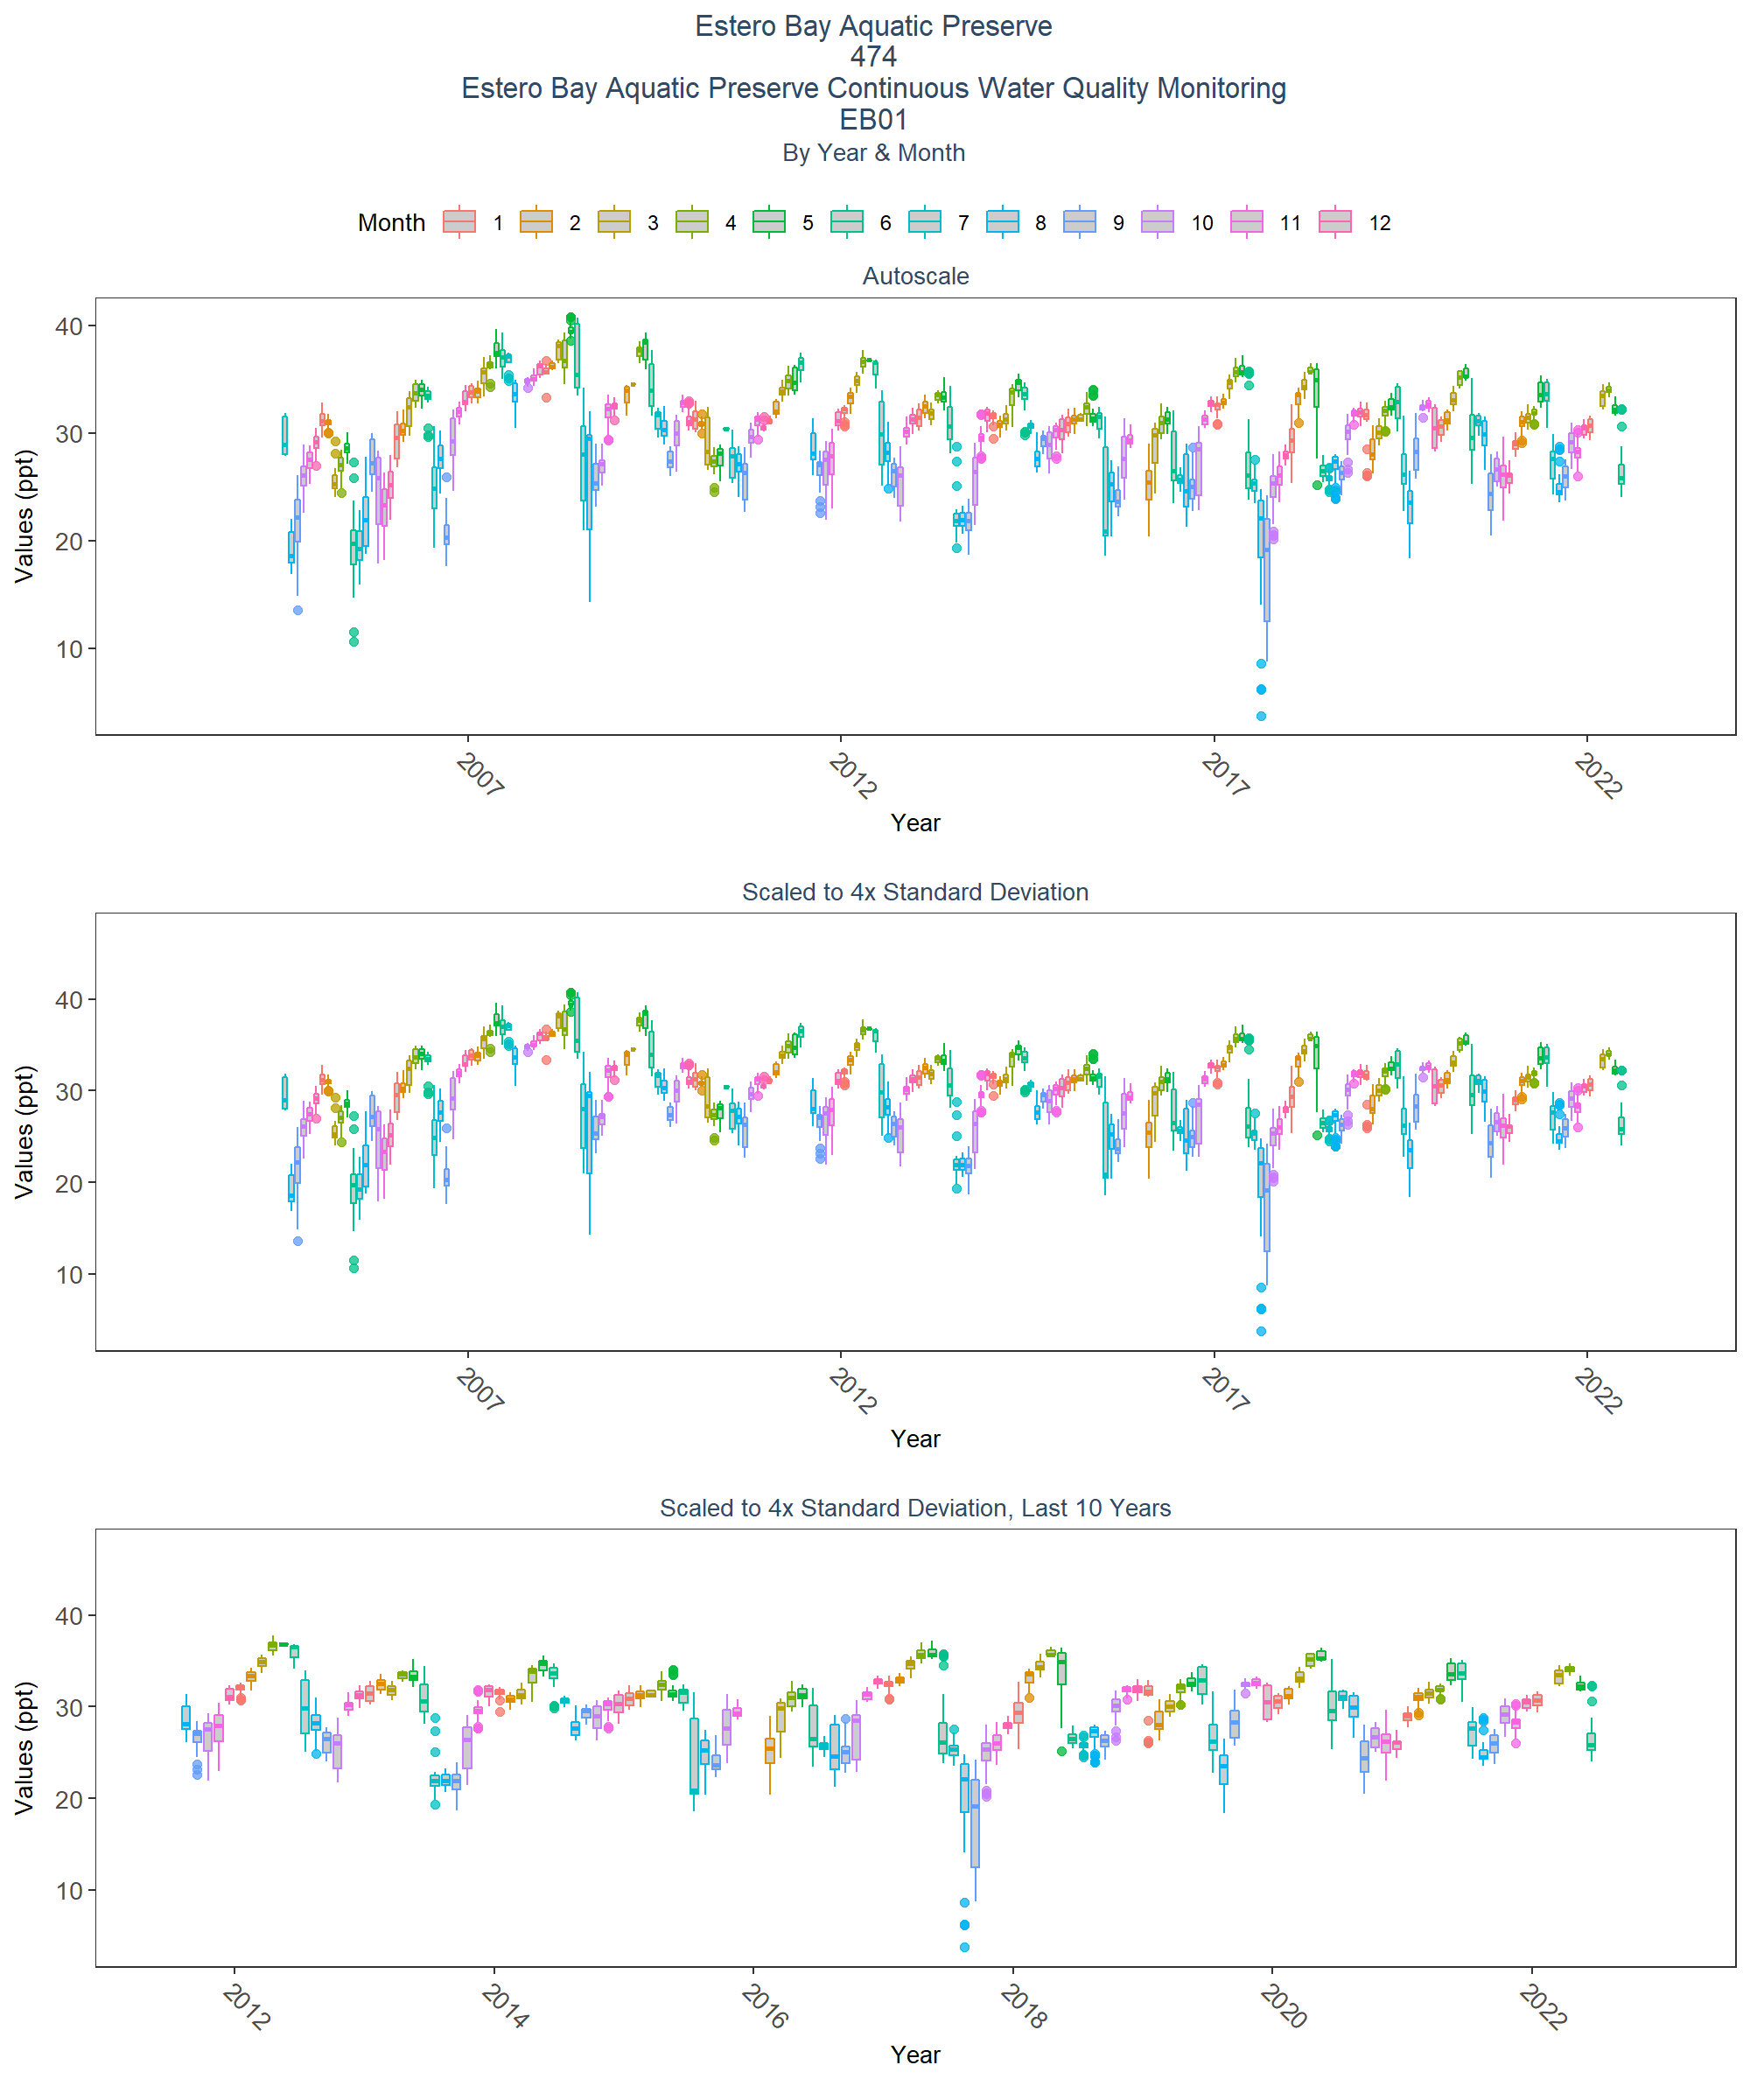 Estero Bay Aquatic Preserve
474
Estero Bay Aquatic Preserve Continuous Water Quality Monitoring
EB01
By Year & Month
Month 1 2 3 4 5 6 7 8 9 10 11 12
Autoscale
Values (ppt)
40
30
20
10
2007 2012 2017 2022
Year
Scaled to 4x Standard Deviation
Values (ppt)
40
30
20
10
2007 2012 2017 2022
Year
Scaled to 4x Standard Deviation, Last 10 Years
Values (ppt)
40
30
20
10
2012 2014 2016 2018 2020 2022
Year